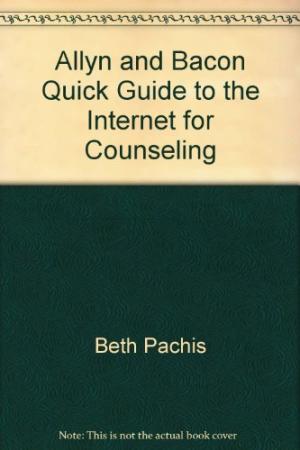 Allyn and Bacon
Quick Guide to the
Internet for
Counseling
Beth Pachis
Note: This is not the actual book cover